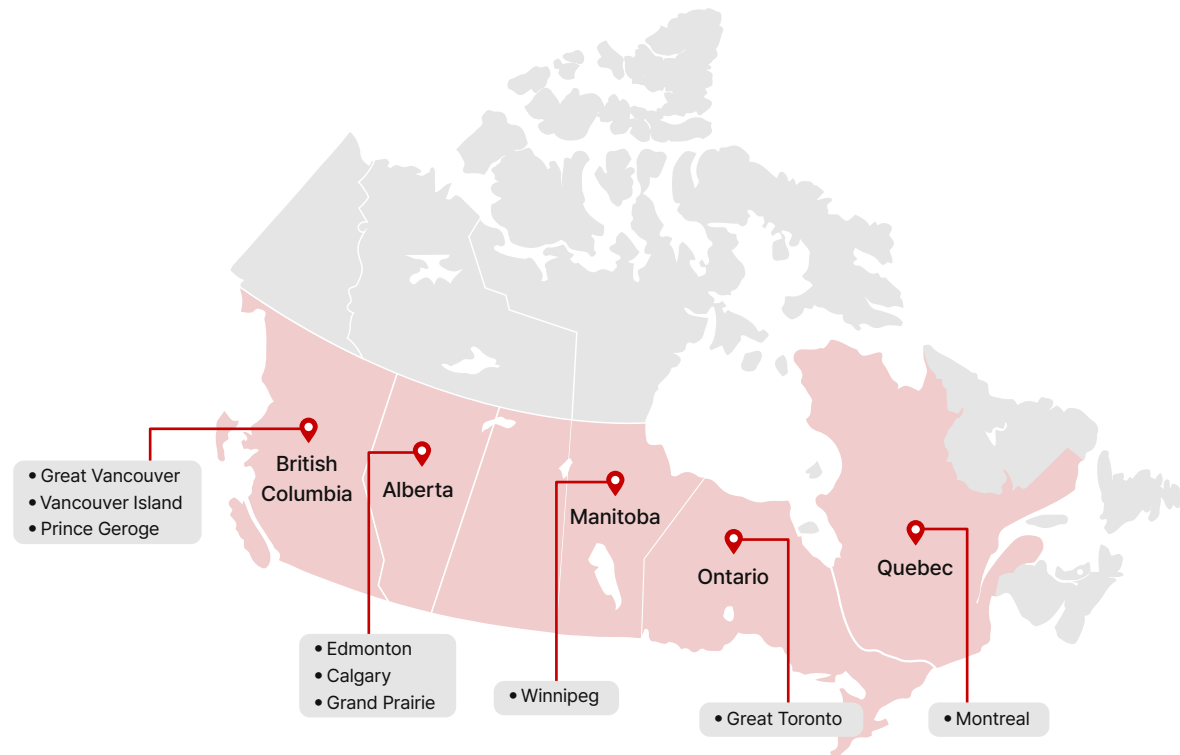 British
Columbia
• Great Vancouver
• Vancouver Island
• Prince Geroge
Alberta
• Edmonton
• Calgary
• Grand Prairie
Manitoba
• Winnipeg
Ontario
• Great Toronto
Quebec
• Montreal